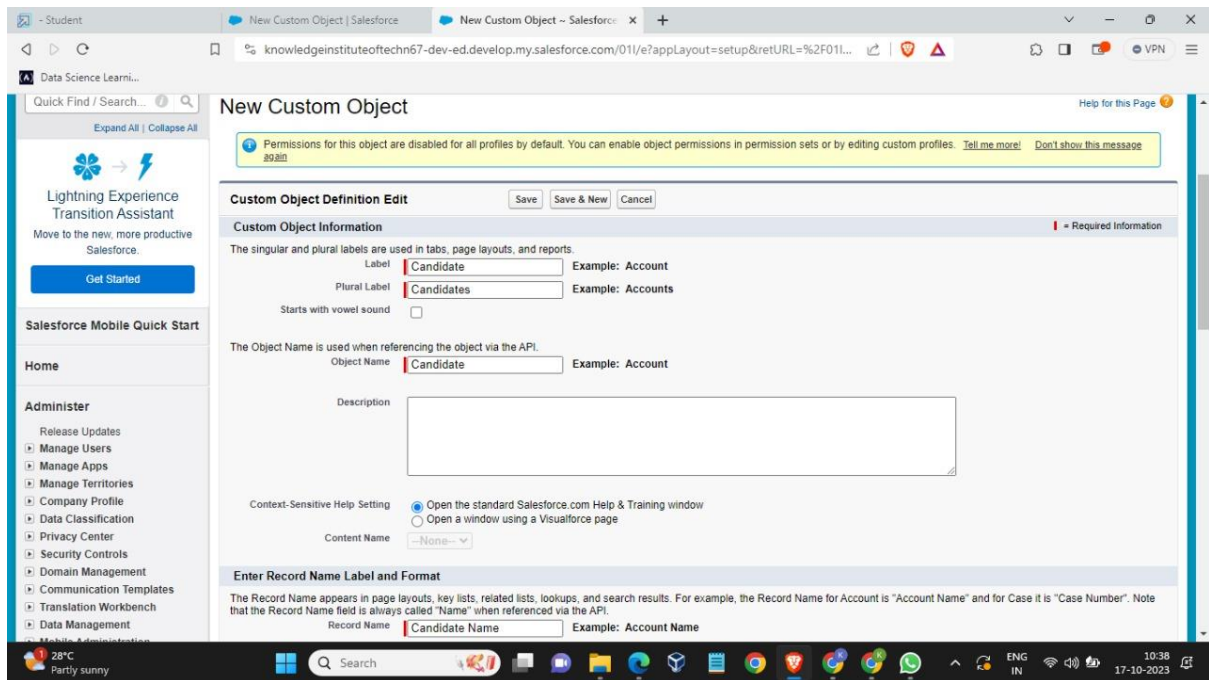 - Student
New Custom Object | Salesforce
New Custom Object ~ Salesforce
knowledgeinstituteoftechn67-dev-ed.develop.my.salesforce.com/01I/e?appLayout=setup&retURL=%2F01I...
VPN
Data Science Learni...
Quick Find / Search...
Expand All | Collapse All
Lightning Experience
Transition Assistant
Move to the new, more productive
Salesforce.
Get Started
Salesforce Mobile Quick Start
Home
Administer
Release Updates
Manage Users
Manage Apps
Manage Territories
Company Profile
Data Classification
Privacy Center
Security Controls
Domain Management
Communication Templates
Translation Workbench
Data Management
Mobile Administration
New Custom Object
Help for this Page
Permissions for this object are disabled for all profiles by default. You can enable object permissions in permission sets or by editing custom profiles. Tell me more! Don't show this message
again
Custom Object Definition Edit Save Save & New Cancel
Custom Object Information = Required Information
The singular and plural labels are used in tabs, page layouts, and reports.
Label Candidate Example: Account
Plural Label Candidates Example: Accounts
Starts with vowel sound
The Object Name is used when referencing the object via the API.
Object Name Candidate Example: Account
Description
Context-Sensitive Help Setting Open the standard Salesforce.com Help & Training window
Open a window using a Visualforce page
Content Name --None--
Enter Record Name Label and Format
The Record Name appears in page layouts, key lists, related lists, lookups, and search results. For example, the Record Name for Account is "Account Name" and for Case it is "Case Number". Note
that the Record Name field is always called "Name" when referenced via the API.
Record Name Candidate Name Example: Account Name
1
28°C
Partly sunny
Search
ENG
IN
10:38
17-10-2023